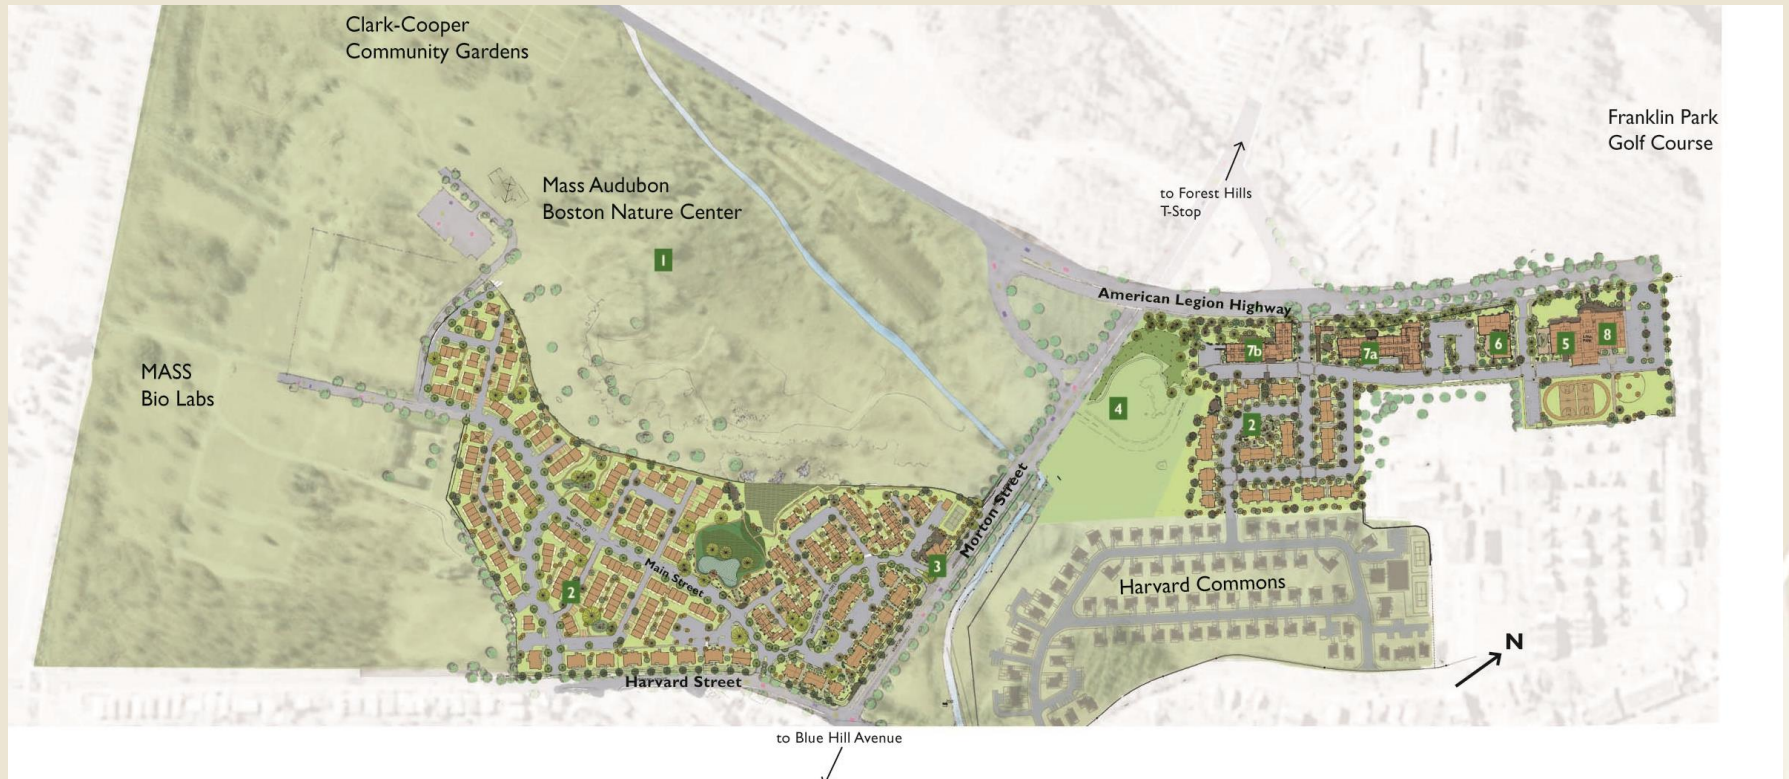 Clark-Cooper
Community Gardens
Franklin Park
Golf Course
Mass Audubon
Boston Nature Center
to Forest Hills
T-Stop
1
American Legion Highway
7b
7a
6
5
8
MASS
Bio Labs
4
2
Morton Street
3
Main Street
2
Harvard Commons
N
Harvard Street
to Blue Hill Avenue